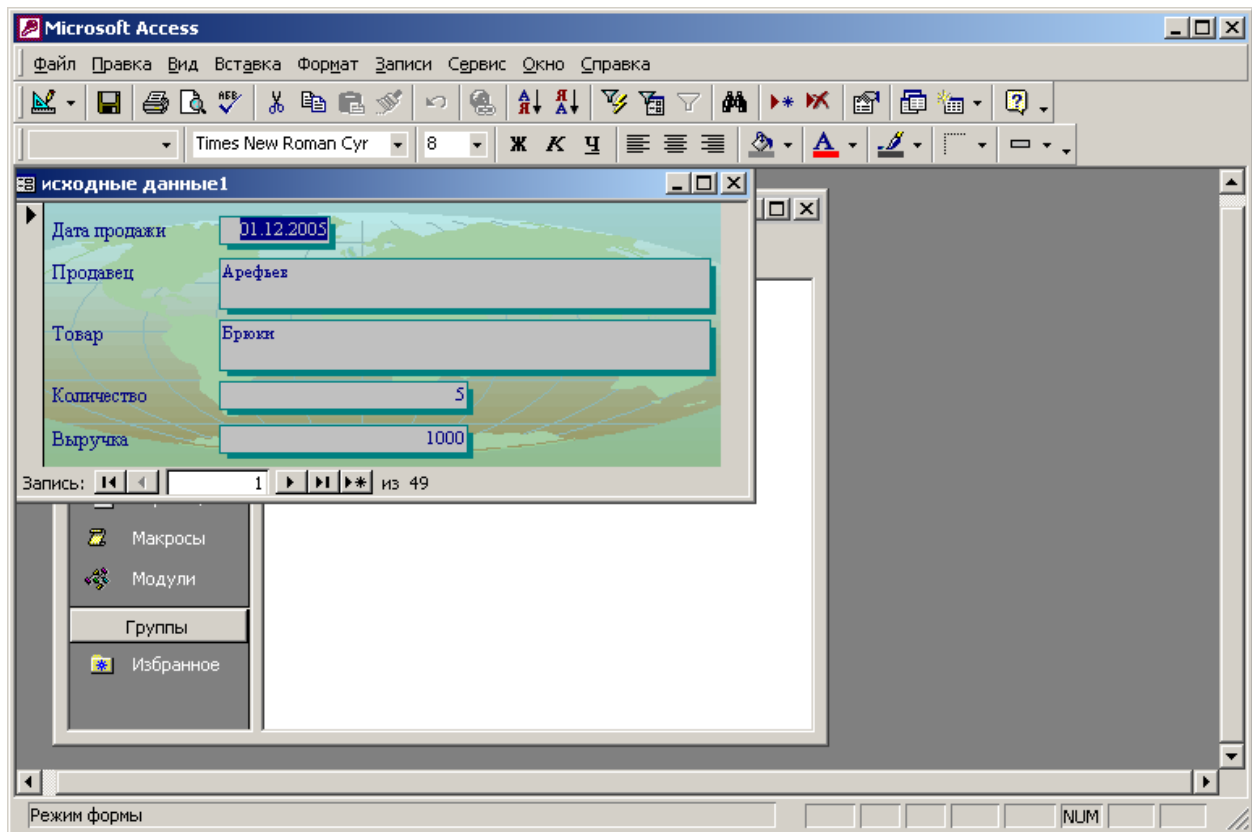 Microsoft Access
Файл Правка Вид Вставка Формат Записи Сервис Окно Справка
Times New Roman Cyr 8 Ж К Ч
исходные данные1
Дата продажи 01.12.2005
Продавец Арефьев
Товар Брюки
Количество 5
Выручка 1000
Запись: 1 из 49
Макросы
Модули
Группы
Избранное
Режим формы NUM